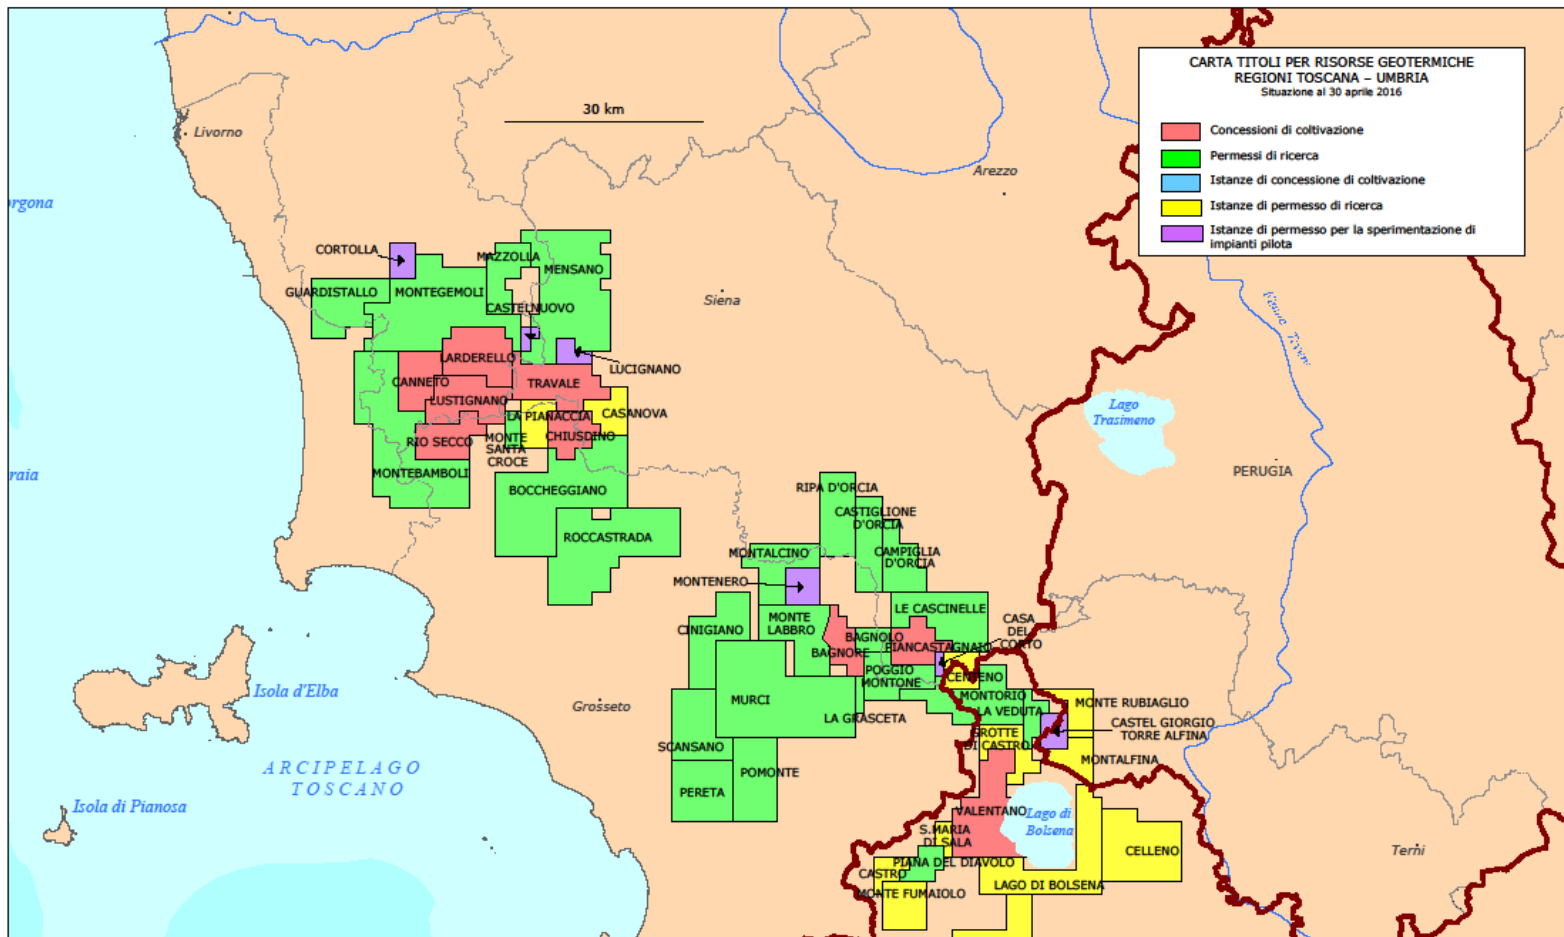 CARTA TITOLI PER RISORSE GEOTERMICHE
REGIONI TOSCANA – UMBRIA
Situazione al 30 aprile 2016
Concessioni di coltivazione
Permessi di ricerca
Istanze di concessione di coltivazione
Istanze di permesso di ricerca
Istanze di permesso per la sperimentazione di
impianti pilota
30 km
Livorno
Arezzo
orgona
CORTOLLA
MAZZOLLA
MENSANO
GUARDISTALLO
MONTEGEMOLI
Siena
CASTELNUOVO
Fiume Tevere
LARDERELLO
LUCIGNANO
CANNETO
TRAVALE
LUSTIGNANO
LA PIANACCIA
CASANOVA
Lago
Trasimeno
RIO SECCO
MONTE
SANTA
CROCE
CHIUSDINO
MONTEBAMBOLI
PERUGIA
raia
BOCCHEGGIANO
RIPA D'ORCIA
CASTIGLIONE
D'ORCIA
ROCCASTRADA
MONTALCINO
CAMPIGLIA
D'ORCIA
MONTENERO
LE CASCINELLE
CINIGIANO
MONTE
LABBRO
CASA
DEL
CORTO
BAGNOLO
PIANCASTAGNAIO
BAGNORE
POGGIO
MONTONE
CENTENO
Isola d'Elba
Grosseto
MURCI
MONTORIO
LA VEDUTA
MONTE RUBIAGLIO
LA GRASCETA
CASTEL GIORGIO
TORRE ALFINA
GROTTE
DI CASTRO
SCANSANO
MONTALFINA
ARCIPELAGO
TOSCANO
POMONTE
PERETA
Isola di Pianosa
VALENTANO
Lago di
Bolsena
S.MARIA
DI SALA
CELLENO
Terni
PIANA DEL DIAVOLO
CASTRO
LAGO DI BOLSENA
MONTE FUMAIOLO